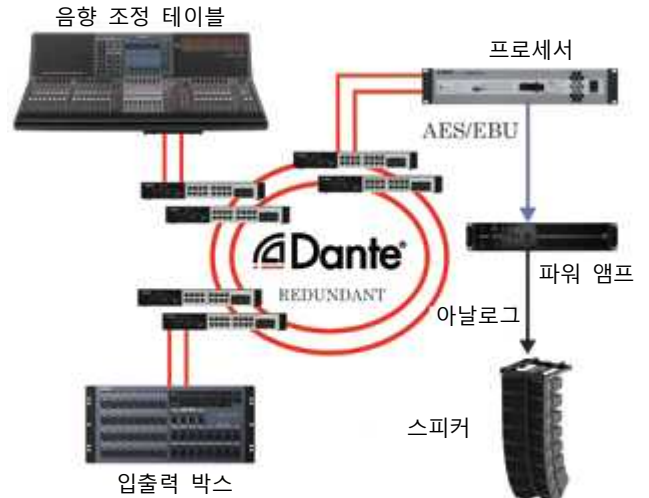 음향 조정 테이블
프로세서
AES/EBU
Dante®
REDUNDANT
파워 앰프
아날로그
스피커
입출력 박스